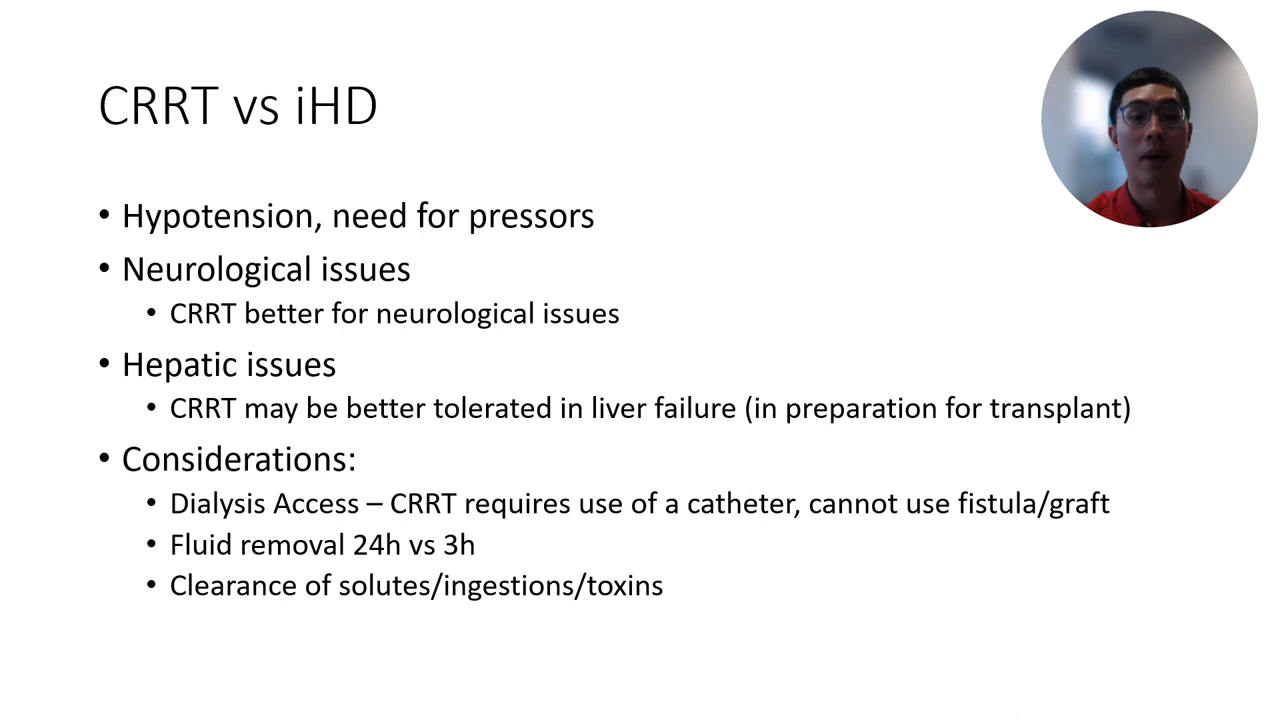 CRRT vs iHD
• Hypotension, need for pressors
• Neurological issues
• CRRT better for neurological issues
• Hepatic issues
• CRRT may be better tolerated in liver failure (in preparation for transplant)
• Considerations:
• Dialysis Access – CRRT requires use of a catheter, cannot use fistula/graft
• Fluid removal 24h vs 3h
• Clearance of solutes/ingestions/toxins